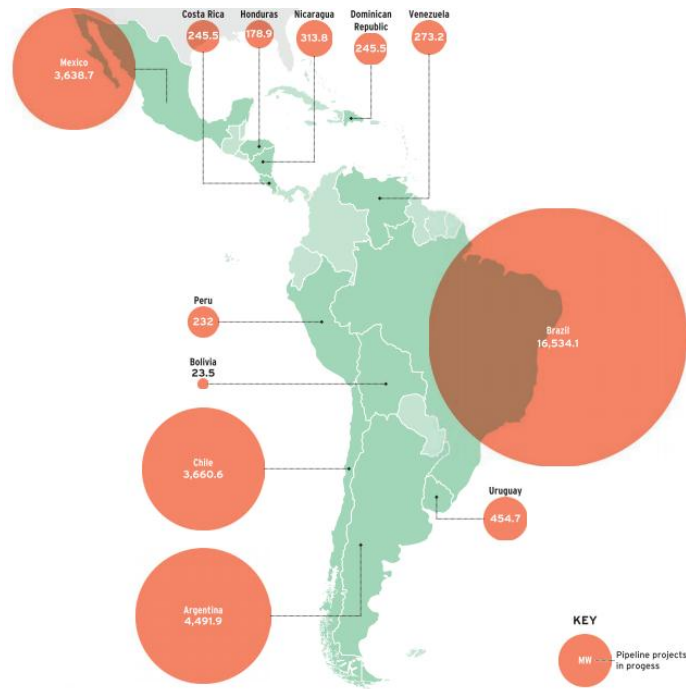 Costa Rica
245.5
Honduras
178.9
Nicaragua
313.8
Dominican
Republic
245.5
Venezuela
273.2
Mexico
3,638.7
Brazil
16,534.1
Peru
232
Bolivia
23.5
Chile
3,660.6
Uruguay
454.7
Argentina
4,491.9
KEY
MW
Pipeline projects
in progess